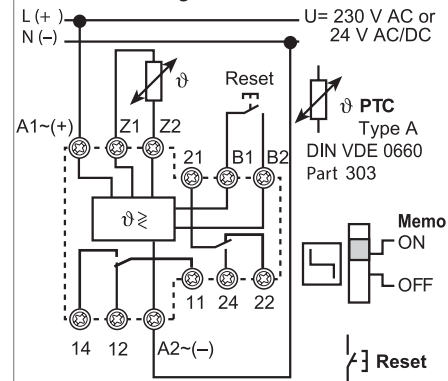 L (+ )
N (–)
U= 230 V AC or
24 V AC/DC
Reset
ϑ
ϑ PTC
Type A
DIN VDE 0660
Part 303
A1~(+) Z1 Z2
21 B1 B2
ϑ ≷
Memo
ON
OFF
11 24 22
14 12 A2~(–)
Reset